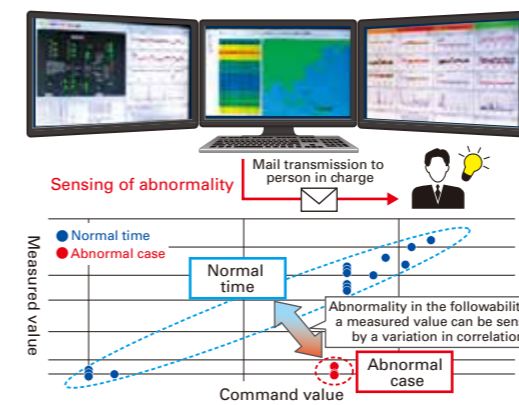 Sensing of abnormality
Mail transmission to
person in charge
Measured value
Normal time
Abnormal case
Normal
time
Abnormality in the followabilit
a measured value can be sen
by a variation in correlation
Abnormal
case
Command value